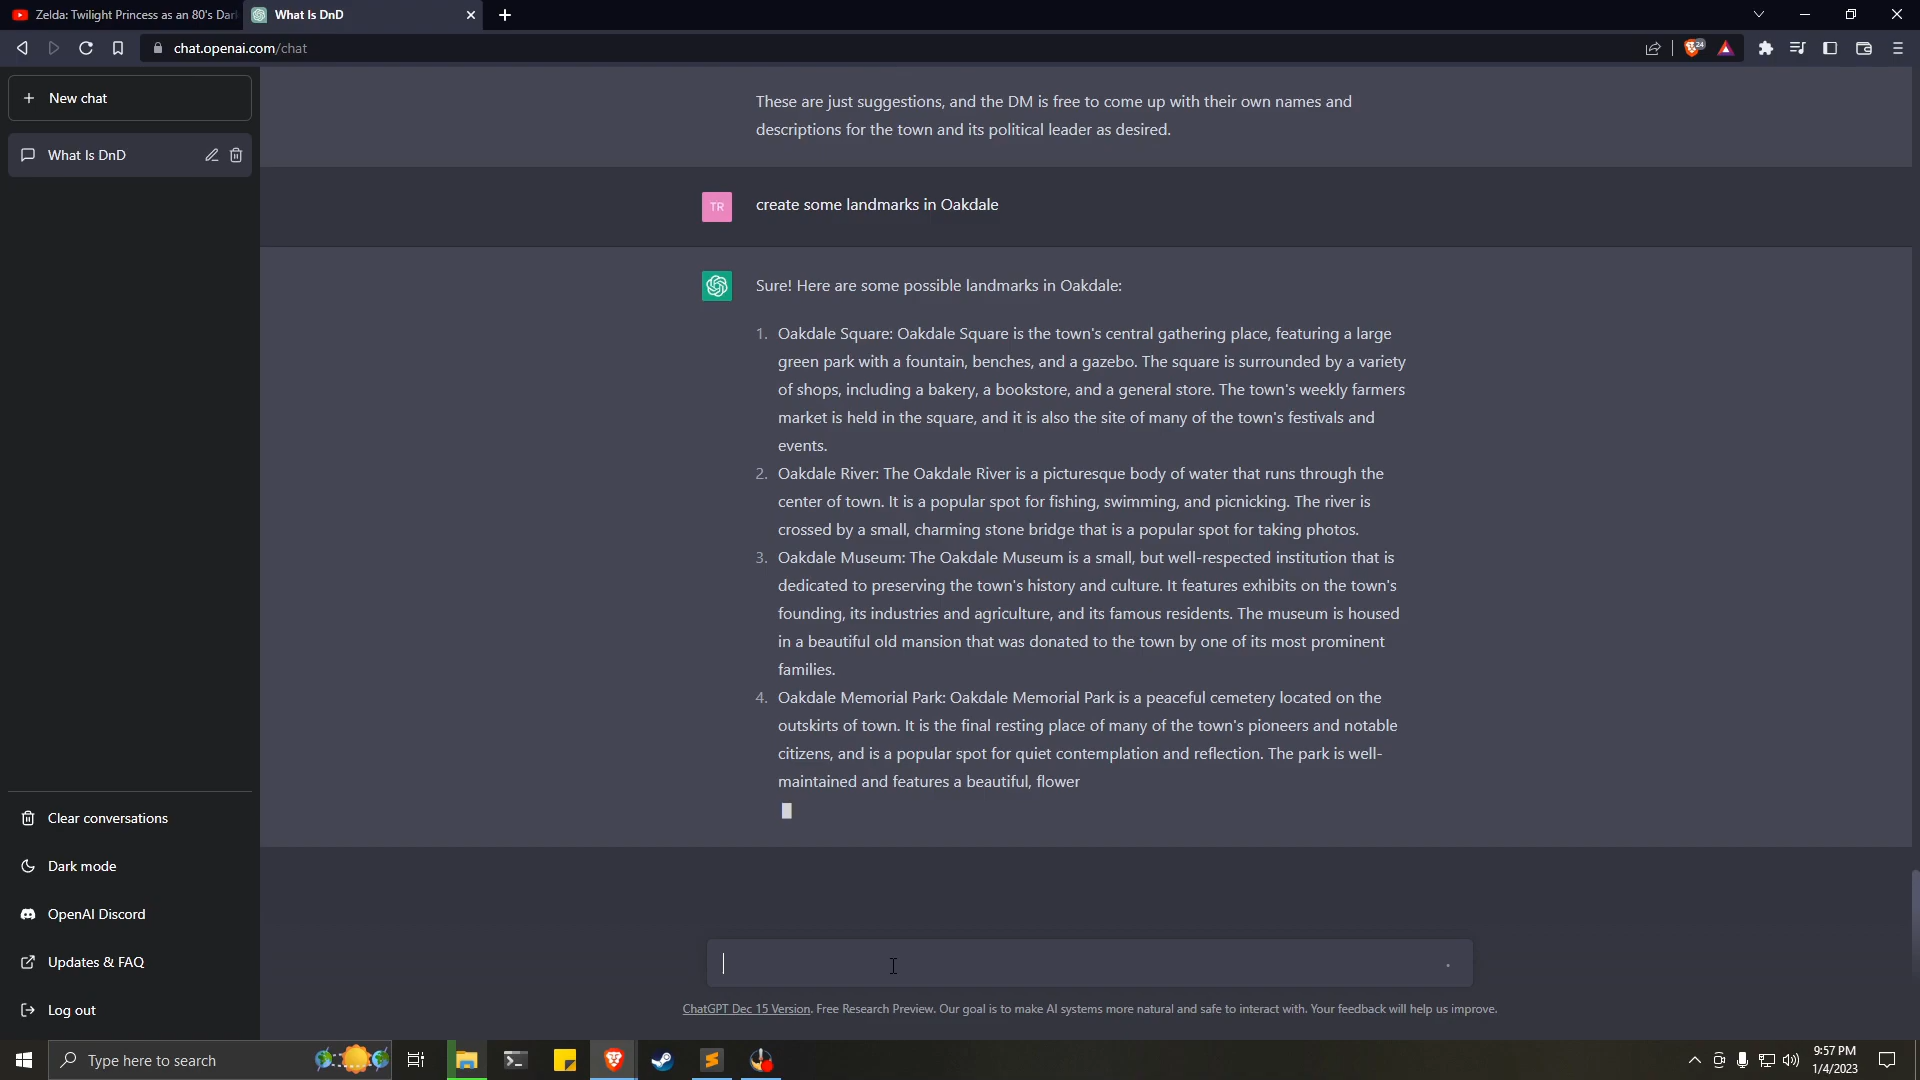 Zelda: Twilight Princess as an 80's Dar
What Is DnD
chat.openai.com/chat
24
New chat
What Is DnD
These are just suggestions, and the DM is free to come up with their own names and
descriptions for the town and its political leader as desired.
TR
create some landmarks in Oakdale
Sure! Here are some possible landmarks in Oakdale:
1. Oakdale Square: Oakdale Square is the town's central gathering place, featuring a large
green park with a fountain, benches, and a gazebo. The square is surrounded by a variety
of shops, including a bakery, a bookstore, and a general store. The town's weekly farmers
market is held in the square, and it is also the site of many of the town's festivals and
events.
2. Oakdale River: The Oakdale River is a picturesque body of water that runs through the
center of town. It is a popular spot for fishing, swimming, and picnicking. The river is
crossed by a small, charming stone bridge that is a popular spot for taking photos.
3. Oakdale Museum: The Oakdale Museum is a small, but well-respected institution that is
dedicated to preserving the town's history and culture. It features exhibits on the town's
founding, its industries and agriculture, and its famous residents. The museum is housed
in a beautiful old mansion that was donated to the town by one of its most prominent
families.
4. Oakdale Memorial Park: Oakdale Memorial Park is a peaceful cemetery located on the
outskirts of town. It is the final resting place of many of the town's pioneers and notable
citizens, and is a popular spot for quiet contemplation and reflection. The park is well-
maintained and features a beautiful, flower
Clear conversations
Dark mode
OpenAI Discord
Updates & FAQ
Log out
ChatGPT Dec 15 Version. Free Research Preview. Our goal is to make AI systems more natural and safe to interact with. Your feedback will help us improve.
Type here to search
9:57 PM
1/4/2023